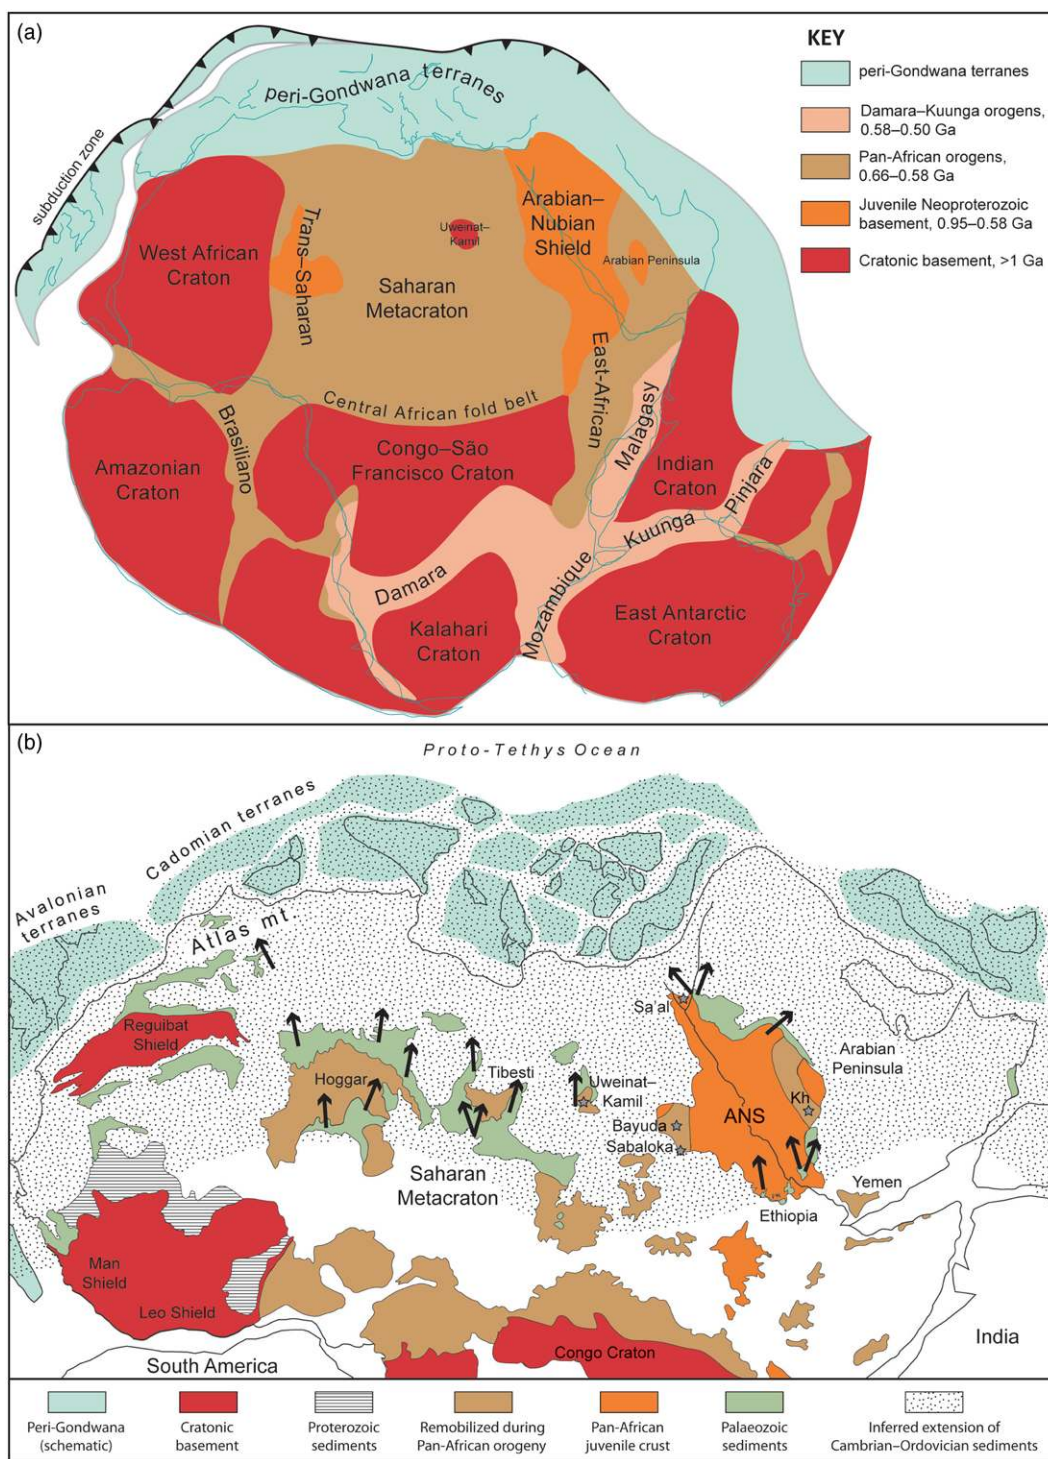 (a)
peri-Gondwana terranes
subduction zone
West African
Craton
Trans–Saharan
Uweinat–
Kamil
Saharan
Metacraton
Arabian–
Nubian
Shield
Arabian Peninsula
East-African
Malagasy
Central African fold belt
Brasiliano
Amazonian
Craton
Congo–São
Francisco Craton
Indian
Craton
Pinjara
Kuunga
Damara
Mozambique
Kalahari
Craton
East Antarctic
Craton
KEY
peri-Gondwana terranes
Damara–Kuunga orogens,
0.58–0.50 Ga
Pan-African orogens,
0.66–0.58 Ga
Juvenile Neoproterozoic
basement, 0.95–0.58 Ga
Cratonic basement, >1 Ga
(b)
Proto-Tethys Ocean
Cadomian terranes
Avalonian
terranes
Atlas mt.
Reguibat
Shield
Hoggar
Tibesti
Uweinat–
Kamil
Sa'al
Arabian
Peninsula
Kh
ANS
Bayuda
Sabaloka
Saharan
Metacraton
Yemen
Ethiopia
Man
Shield
Leo Shield
South America
Congo Craton
India
Peri-Gondwana
(schematic)
Cratonic
basement
Proterozoic
sediments
Remobilized during
Pan-African orogeny
Pan-African
juvenile crust
Palaeozoic
sediments
Inferred extension of
Cambrian–Ordovician sediments